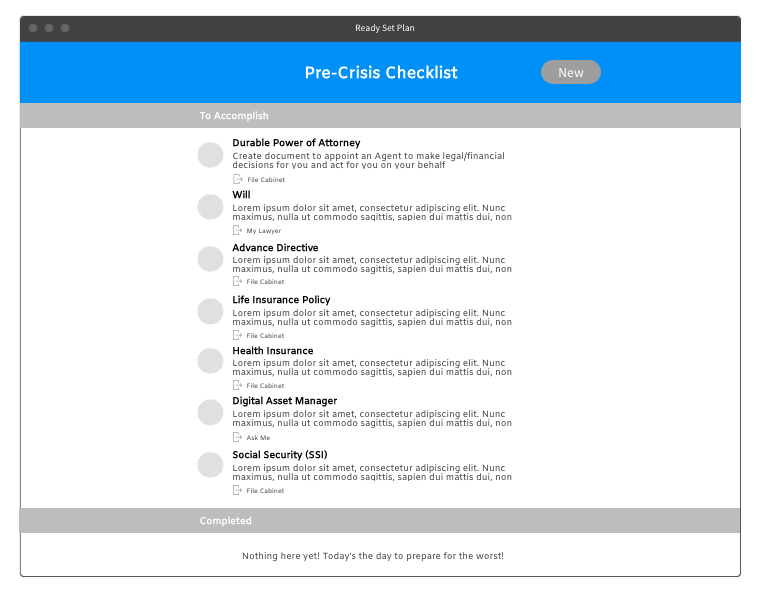 Ready Set Plan
Pre-Crisis Checklist
New
To Accomplish
Durable Power of Attorney
Create document to appoint an Agent to make legal/financial
decisions for you and act for you on your behalf
File Cabinet
Will
Lorem ipsum dolor sit amet, consectetur adipiscing elit. Nunc
maximus, nulla ut commodo sagittis, sapien dui mattis dui, non
My Lawyer
Advance Directive
Lorem ipsum dolor sit amet, consectetur adipiscing elit. Nunc
maximus, nulla ut commodo sagittis, sapien dui mattis dui, non
File Cabinet
Life Insurance Policy
Lorem ipsum dolor sit amet, consectetur adipiscing elit. Nunc
maximus, nulla ut commodo sagittis, sapien dui mattis dui, non
File Cabinet
Health Insurance
Lorem ipsum dolor sit amet, consectetur adipiscing elit. Nunc
maximus, nulla ut commodo sagittis, sapien dui mattis dui, non
File Cabinet
Digital Asset Manager
Lorem ipsum dolor sit amet, consectetur adipiscing elit. Nunc
maximus, nulla ut commodo sagittis, sapien dui mattis dui, non
Ask Me
Social Security (SSI)
Lorem ipsum dolor sit amet, consectetur adipiscing elit. Nunc
maximus, nulla ut commodo sagittis, sapien dui mattis dui, non
File Cabinet
Completed
Nothing here yet! Today's the day to prepare for the worst!